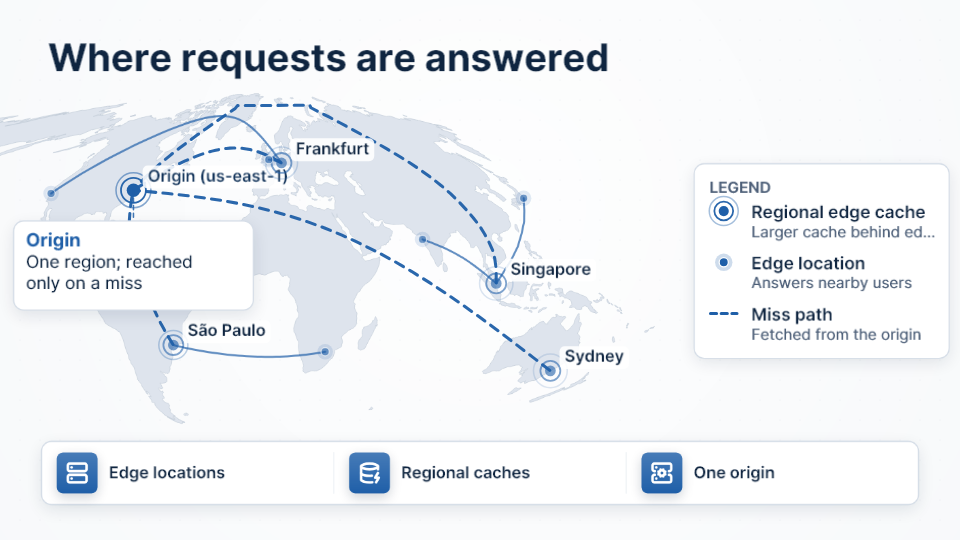 Where requests are answered
Frankfurt
Origin (us-east-1)
Origin
One region; reached
only on a miss
Singapore
São Paulo
Sydney
LEGEND
Regional edge cache
Larger cache behind ed...
Edge location
Answers nearby users
Miss path
Fetched from the origin
Edge locations
Regional caches
One origin